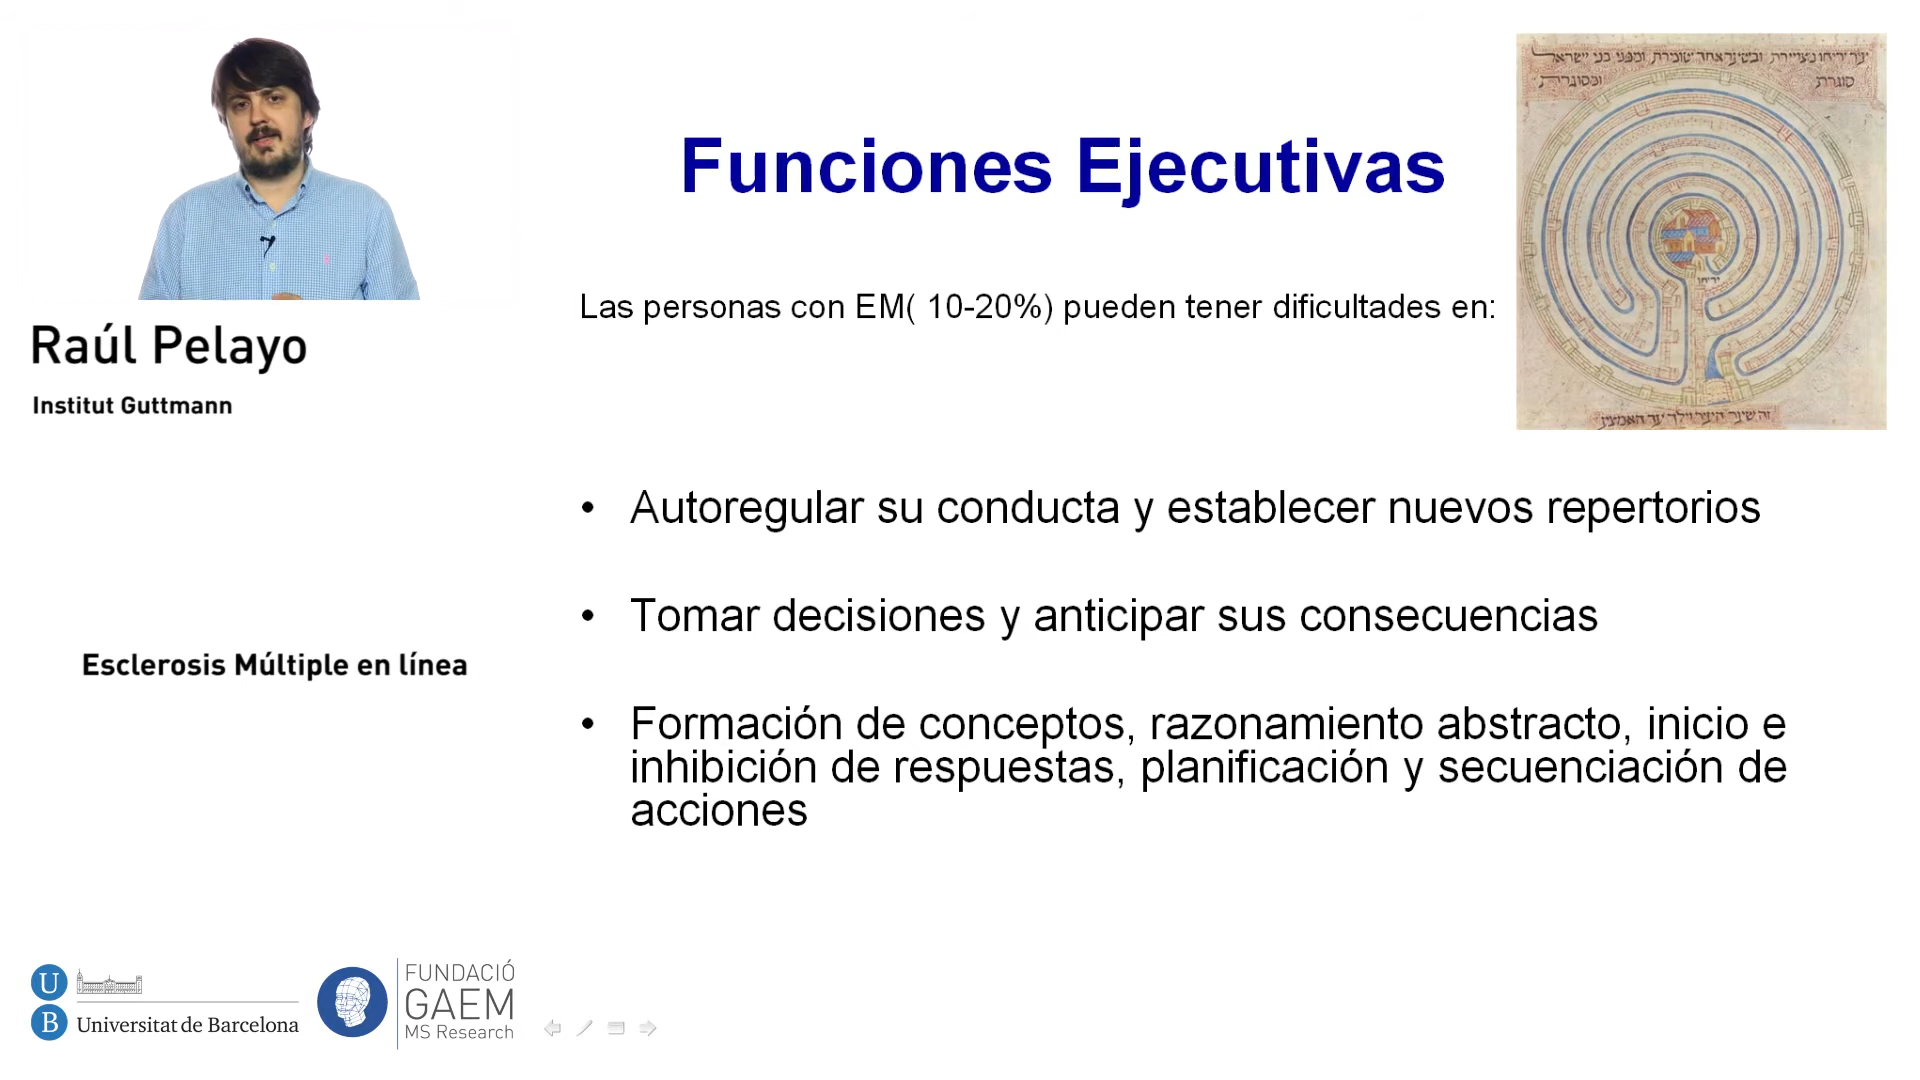 Funciones Ejecutivas
Las personas con EM( 10-20%) pueden tener dificultades en:
Raúl Pelayo
Institut Guttmann
• Autoregular su conducta y establecer nuevos repertorios
• Tomar decisiones y anticipar sus consecuencias
• Formación de conceptos, razonamiento abstracto, inicio e
inhibición de respuestas, planificación y secuenciación de
acciones
Esclerosis Múltiple en línea
U
B
Universitat de Barcelona
FUNDACIÓ
GAEM
MS Research